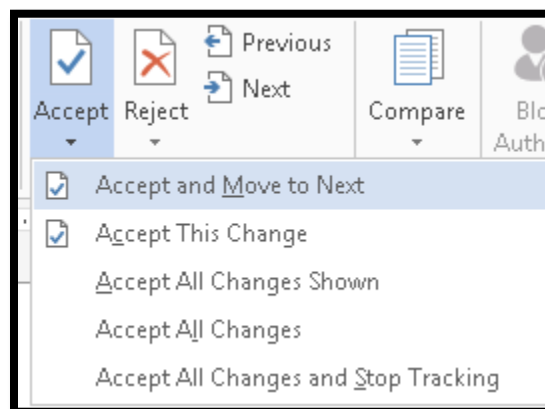 Previous
Next
Accept Reject Compare
Accept and Move to Next
Accept This Change
Accept All Changes Shown
Accept All Changes
Accept All Changes and Stop Tracking